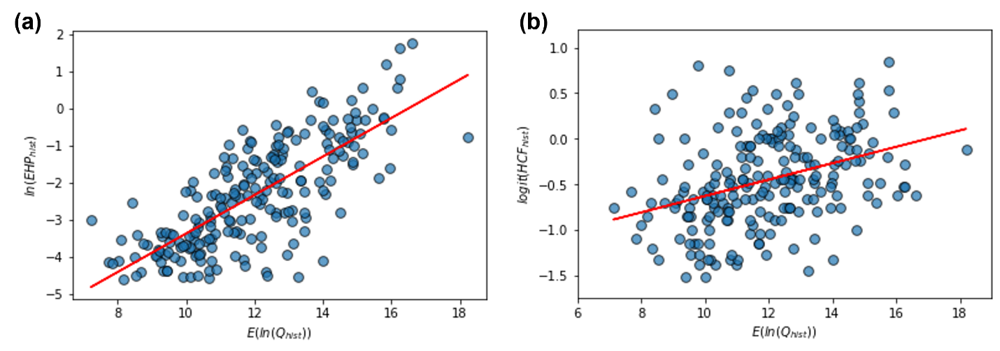 (a)
2
1
0
−1
−2
−3
−4
−5
ln(EHP_hist)
8 10 12 14 16 18
E(ln(Q_hist))
(b)
1.0
0.5
0.0
−0.5
−1.0
−1.5
logit(HCF_hist)
6 8 10 12 14 16 18
E(ln(Q_hist))